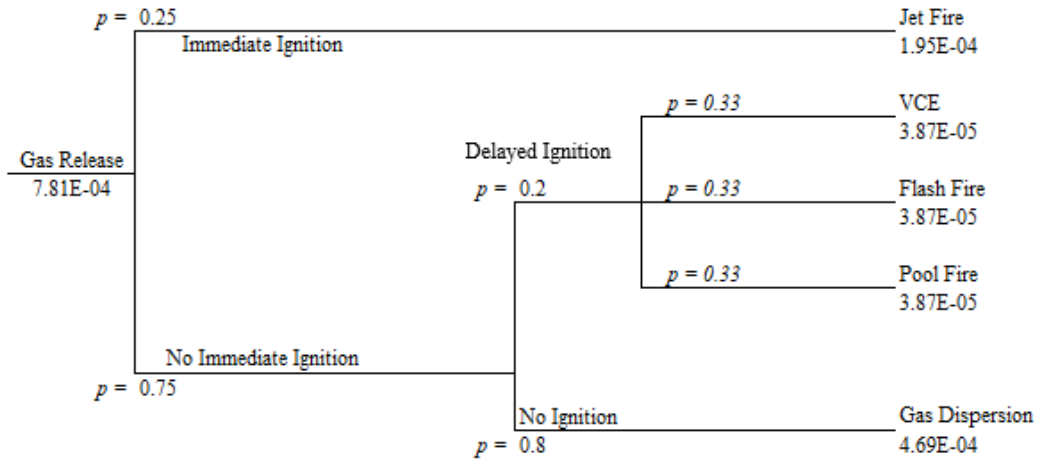 p = 0.25
Immediate Ignition
Jet Fire
1.95E-04
p = 0.33
VCE
3.87E-05
Gas Release
7.81E-04
Delayed Ignition
p = 0.2
p = 0.33
Flash Fire
3.87E-05
p = 0.33
Pool Fire
3.87E-05
No Immediate Ignition
p = 0.75
No Ignition
p = 0.8
Gas Dispersion
4.69E-04